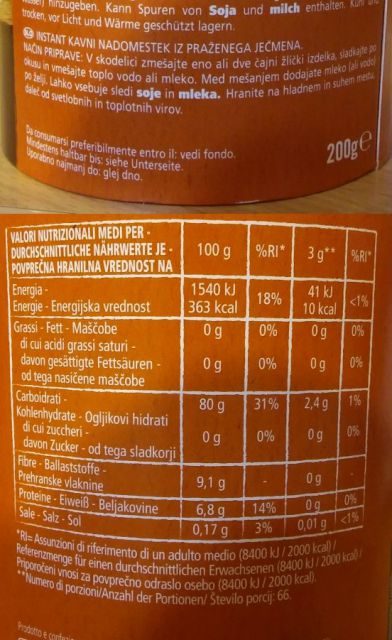 hinzugeben. Kann Spuren von Soja und milch enthalten. Kühl und
trocken, vor Licht und Wärme geschützt lagern.
INSTANT KAVNI NADOMESTEK IZ PRAŽENEGA JEČMENA.
NAČIN PRIPRAVE: V skodelici zmešajte eno ali dve čajni žlički izdelka, sladkajte po
okusu in vmešajte toplo vodo ali mleko. Med mešanjem dodajate mleko (ali vodo)
po želji. Lahko vsebuje sledi soje in mleka. Hranite na hladnem in suhem mestu,
daleč od svetlobnih in toplotnih virov.
Da consumarsi preferibilmente entro il: vedi fondo.
Mindestens haltbar bis: siehe Unterseite.
Uporabno najmanj do: glej dno.
200g e
VALORI NUTRIZIONALI MEDI PER -
DURCHSCHNITTLICHE NÄHRWERTE JE -
POVPREČNA HRANILNA VREDNOST NA
100 g %RI* 3 g** %RI*
Energia -
Energie - Energijska vrednost
1540 kJ
363 kcal
18%
41 kJ
10 kcal
<1%
Grassi - Fett - Maščobe 0 g 0% 0 g 0%
di cui acidi grassi saturi -
davon gesättigte Fettsäuren - 0 g 0% 0 g 0%
od tega nasičene maščobe
Carboidrati -
Kohlenhydrate - Ogljikovi hidrati
80 g 31% 2,4 g 1%
di cui zuccheri -
davon Zucker - od tega sladkorji
0 g 0% 0 g 0%
Fibre - Ballaststoffe -
Prehranske vlaknine
9,1 g - 0 g -
Proteine - Eiweiß - Beljakovine 6,8 g 14% 0 g 0%
Sale - Salz - Sol 0,17 g 3% 0,01 g <1%
*RI= Assunzioni di riferimento di un adulto medio (8400 kJ / 2000 kcal) /
Referenzmenge für einen durchschnittlichen Erwachsenen (8400 kJ / 2000 kcal) /
Priporočeni vnosi za povprečno odraslo osebo (8400 kJ / 2000 kcal).
**Numero di porzioni/Anzahl der Portionen/ Število porcij: 66.
Prodotto e